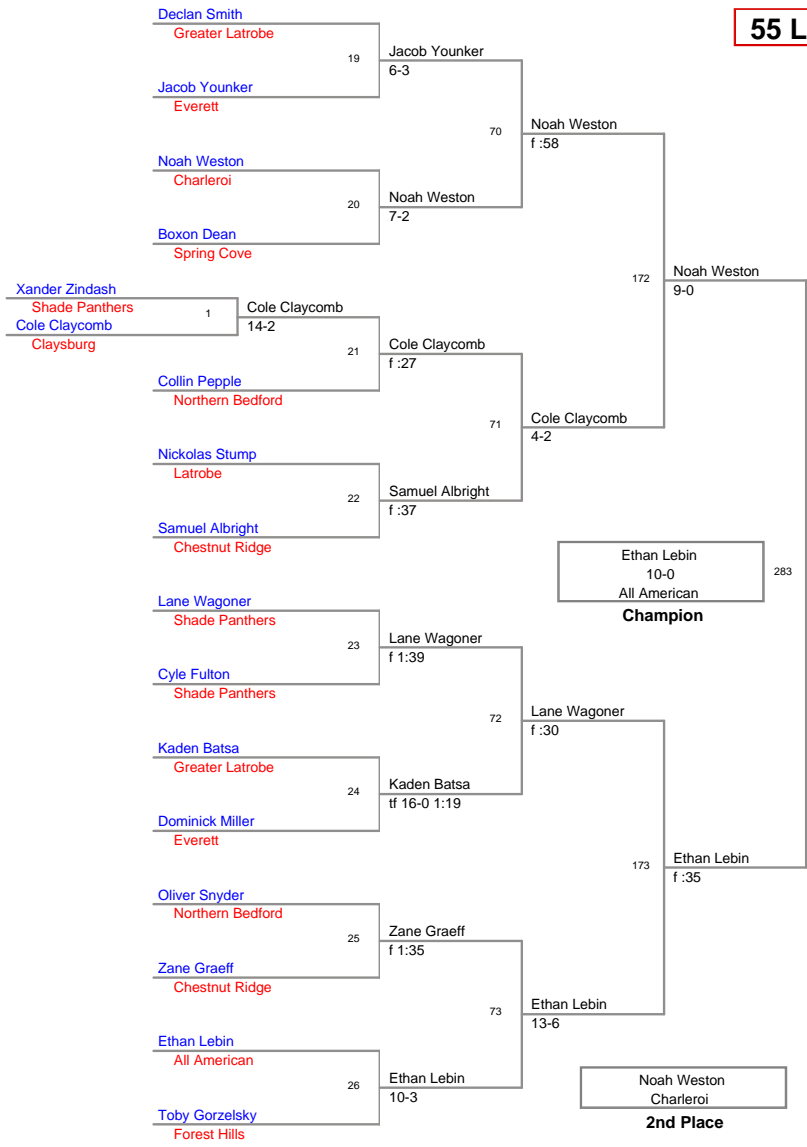 55 L
Declan Smith
Greater Latrobe
19
Jacob Younker
6-3
Jacob Younker
Everett
70
Noah Weston
f :58
Noah Weston
Charleroi
20
Noah Weston
7-2
Boxon Dean
Spring Cove
172
Noah Weston
9-0
Xander Zindash
Shade Panthers
1
Cole Claycomb
14-2
Cole Claycomb
Claysburg
21
Cole Claycomb
f :27
Collin Pepple
Northern Bedford
71
Cole Claycomb
4-2
Nickolas Stump
Latrobe
22
Samuel Albright
f :37
Samuel Albright
Chestnut Ridge
Ethan Lebin
10-0
All American
283
Champion
Lane Wagoner
Shade Panthers
23
Lane Wagoner
f 1:39
Cyle Fulton
Shade Panthers
72
Lane Wagoner
f :30
Kaden Batsa
Greater Latrobe
24
Kaden Batsa
tf 16-0 1:19
Dominick Miller
Everett
173
Ethan Lebin
f :35
Oliver Snyder
Northern Bedford
25
Zane Graeff
f 1:35
Zane Graeff
Chestnut Ridge
73
Ethan Lebin
13-6
Ethan Lebin
All American
26
Ethan Lebin
10-3
Toby Gorzelsky
Forest Hills
Noah Weston
Charleroi
2nd Place